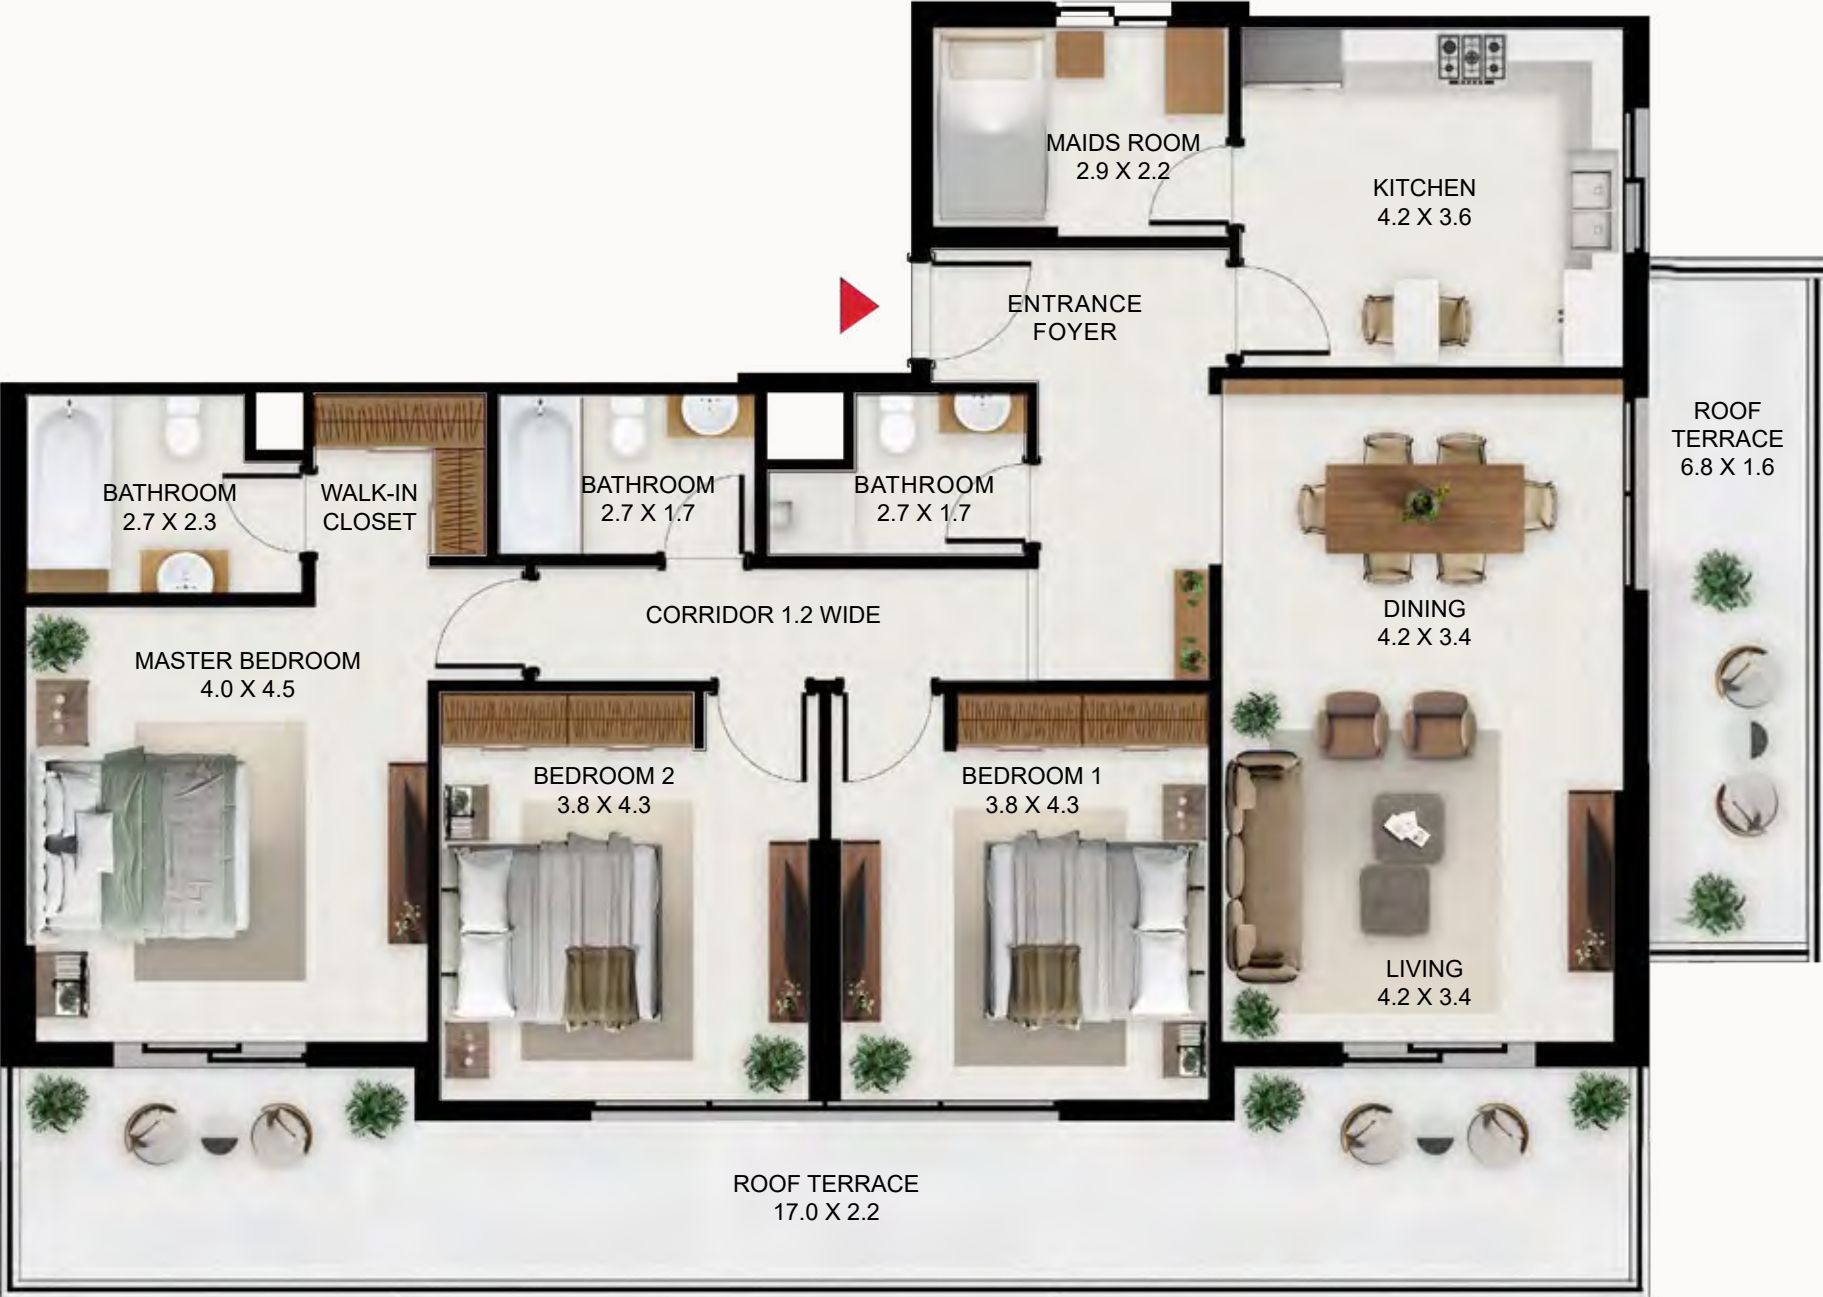 MAIDS ROOM
2.9 X 2.2
KITCHEN
4.2 X 3.6
ENTRANCE
FOYER
ROOF
TERRACE
6.8 X 1.6
BATHROOM
2.7 X 2.3
WALK-IN
CLOSET
BATHROOM
2.7 X 1.7
BATHROOM
2.7 X 1.7
DINING
4.2 X 3.4
CORRIDOR 1.2 WIDE
MASTER BEDROOM
4.0 X 4.5
BEDROOM 2
3.8 X 4.3
BEDROOM 1
3.8 X 4.3
LIVING
4.2 X 3.4
ROOF TERRACE
17.0 X 2.2